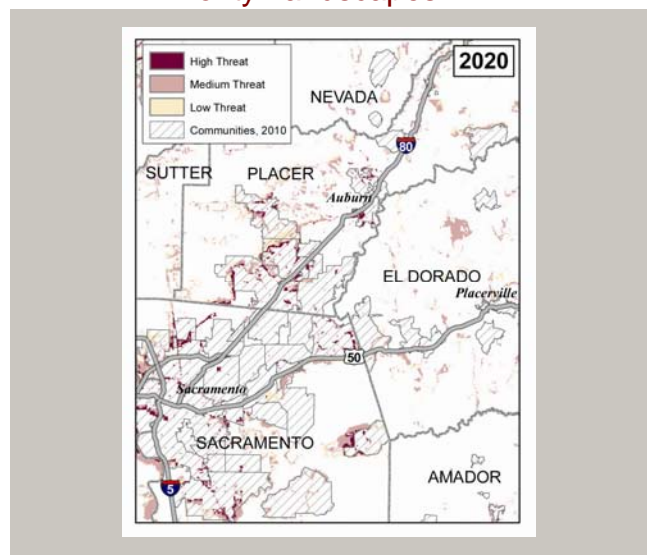 High Threat
Medium Threat
Low Threat
Communities, 2010
2020
NEVADA
80
SUTTER
PLACER
Auburn
EL DORADO
Placerville
50
Sacramento
SACRAMENTO
AMADOR
5